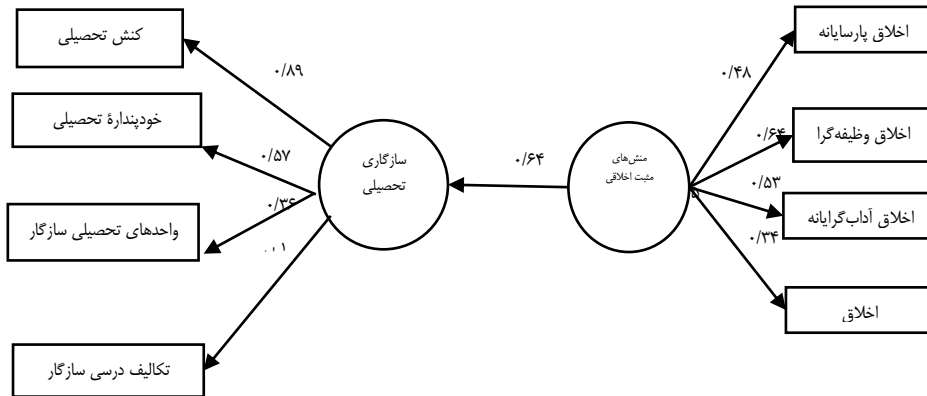 اخلاق پارسایانه
اخلاق وظیفه‌گرا
اخلاق آداب‌گرایانه
اخلاق
۰/۴۸
۰/۶۴
۰/۵۳
۰/۳۴
منش‌های
مثبت اخلاقی
۰/۶۴
سازگاری
تحصیلی
۰/۸۹
۰/۵۷
۰/۳۶
کنش تحصیلی
خودپندارهٔ تحصیلی
واحدهای تحصیلی سازگار
تکالیف درسی سازگار